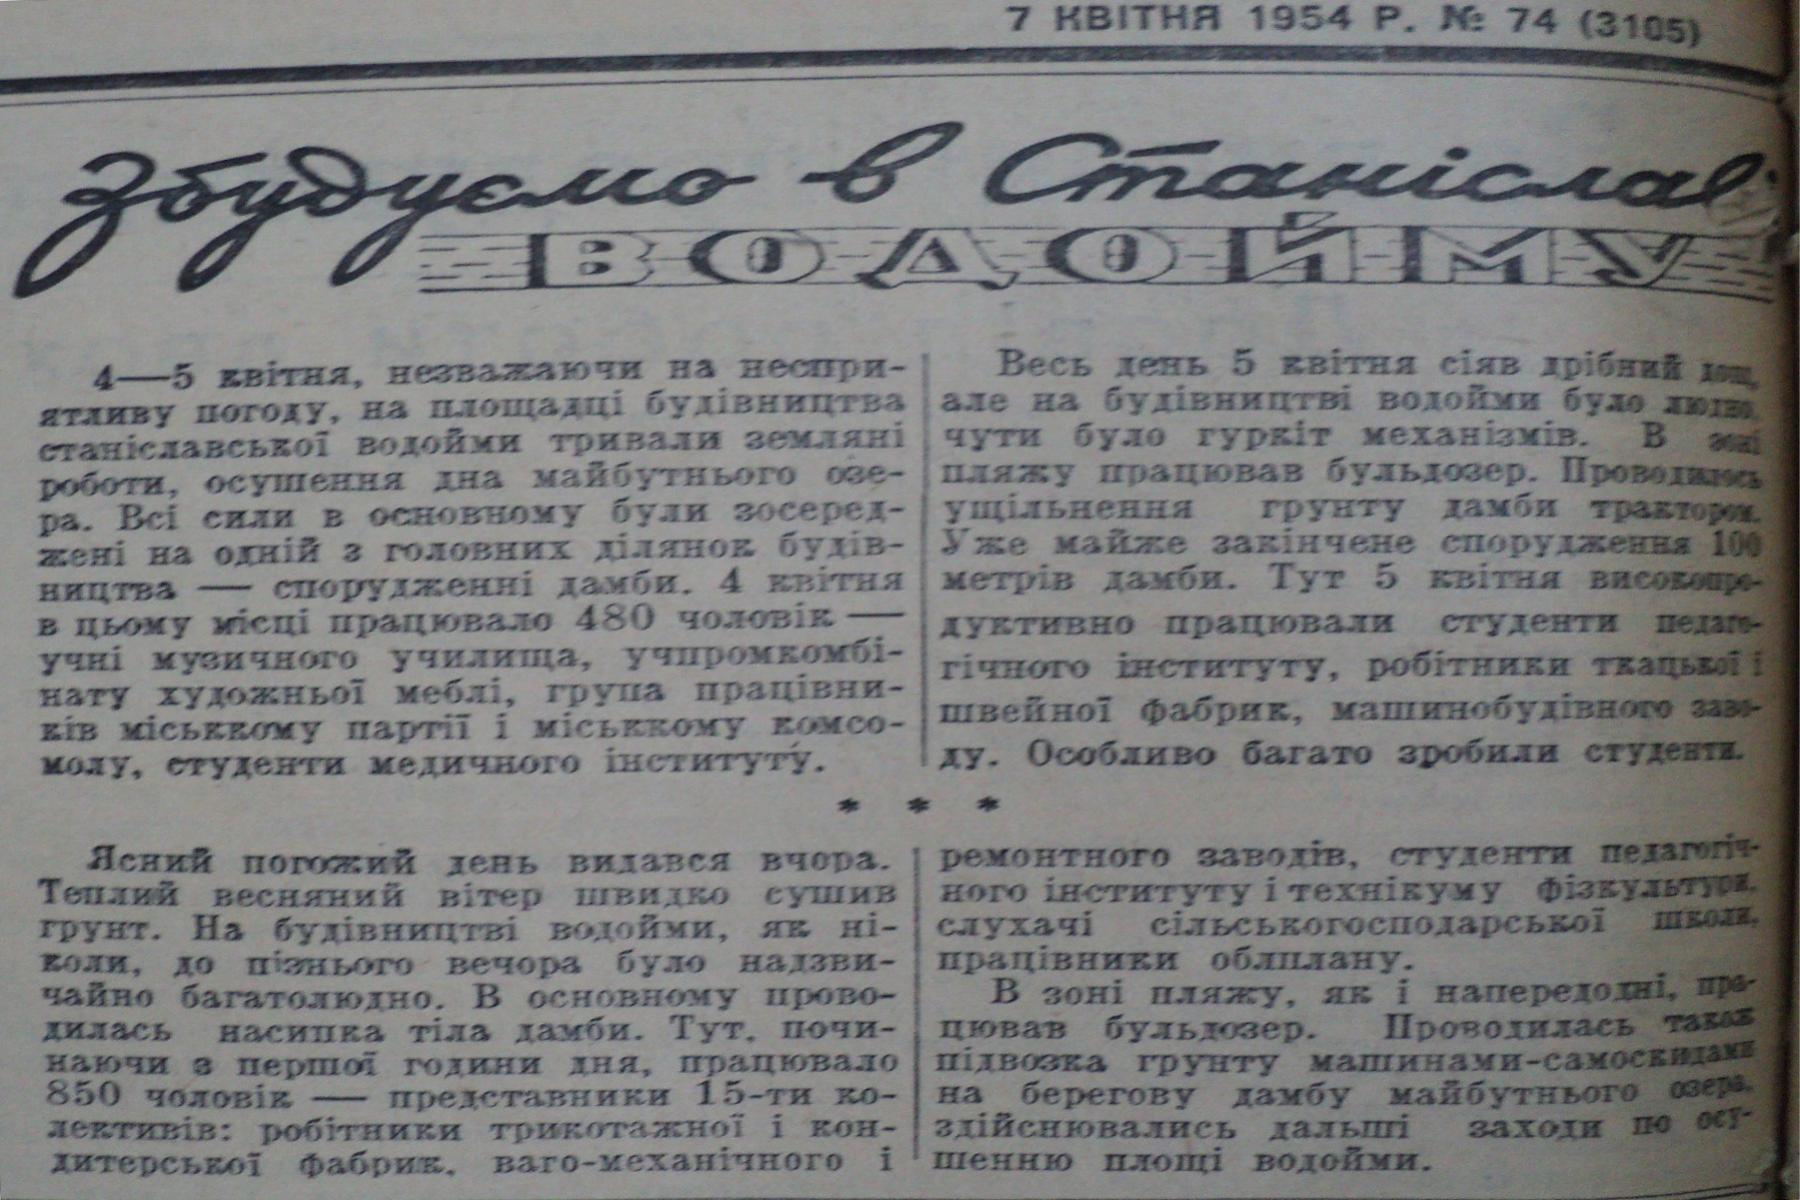 7 КВІТНЯ 1954 Р. № 74 (3105)
Збудуємо в Станіславі
ВОДОЙМУ
4—5 квітня, незважаючи на неспри-
ятливу погоду, на площадці будівництва
станіславської водойми тривали земляні
роботи, осушення дна майбутнього озе-
ра. Всі сили в основному були зосеред-
жені на одній з головних ділянок будів-
ництва — спорудженні дамби. 4 квітня
в цьому місці працювало 480 чоловік —
учні музичного училища, учпромкомбі-
нату художньої меблі, група працівни-
ків міськкому партії і міськкому комсо-
молу, студенти медичного інституту.
Весь день 5 квітня сіяв дрібний дощ,
але на будівництві водойми було людно,
чути було гуркіт механізмів. В зоні
пляжу працював бульдозер. Проводилось
ущільнення грунту дамби трактором.
Уже майже закінчене спорудження 100
метрів дамби. Тут 5 квітня високопро-
дуктивно працювали студенти педаго-
гічного інституту, робітники ткацької і
швейної фабрик, машинобудівного заво-
ду. Особливо багато зробили студенти.
* * *
Ясний погожий день видався вчора.
Теплий весняний вітер швидко сушив
грунт. На будівництві водойми, як ні-
коли, до пізнього вечора було надзви-
чайно багатолюдно. В основному прово-
дилась насипка тіла дамби. Тут, почи-
наючи з першої години дня, працювало
850 чоловік — представники 15-ти ко-
лективів: робітники трикотажної і кон-
дитерської фабрик, ваго-механічного і
ремонтного заводів, студенти педагогіч-
ного інституту і технікуму фізкультури,
слухачі сільськогосподарської школи,
працівники облплану.
В зоні пляжу, як і напередодні, пра-
цював бульдозер. Проводилась також
підвозка грунту машинами-самоскидами
на берегову дамбу майбутнього озера,
здійснювались дальші заходи по осу-
шенню площі водойми.